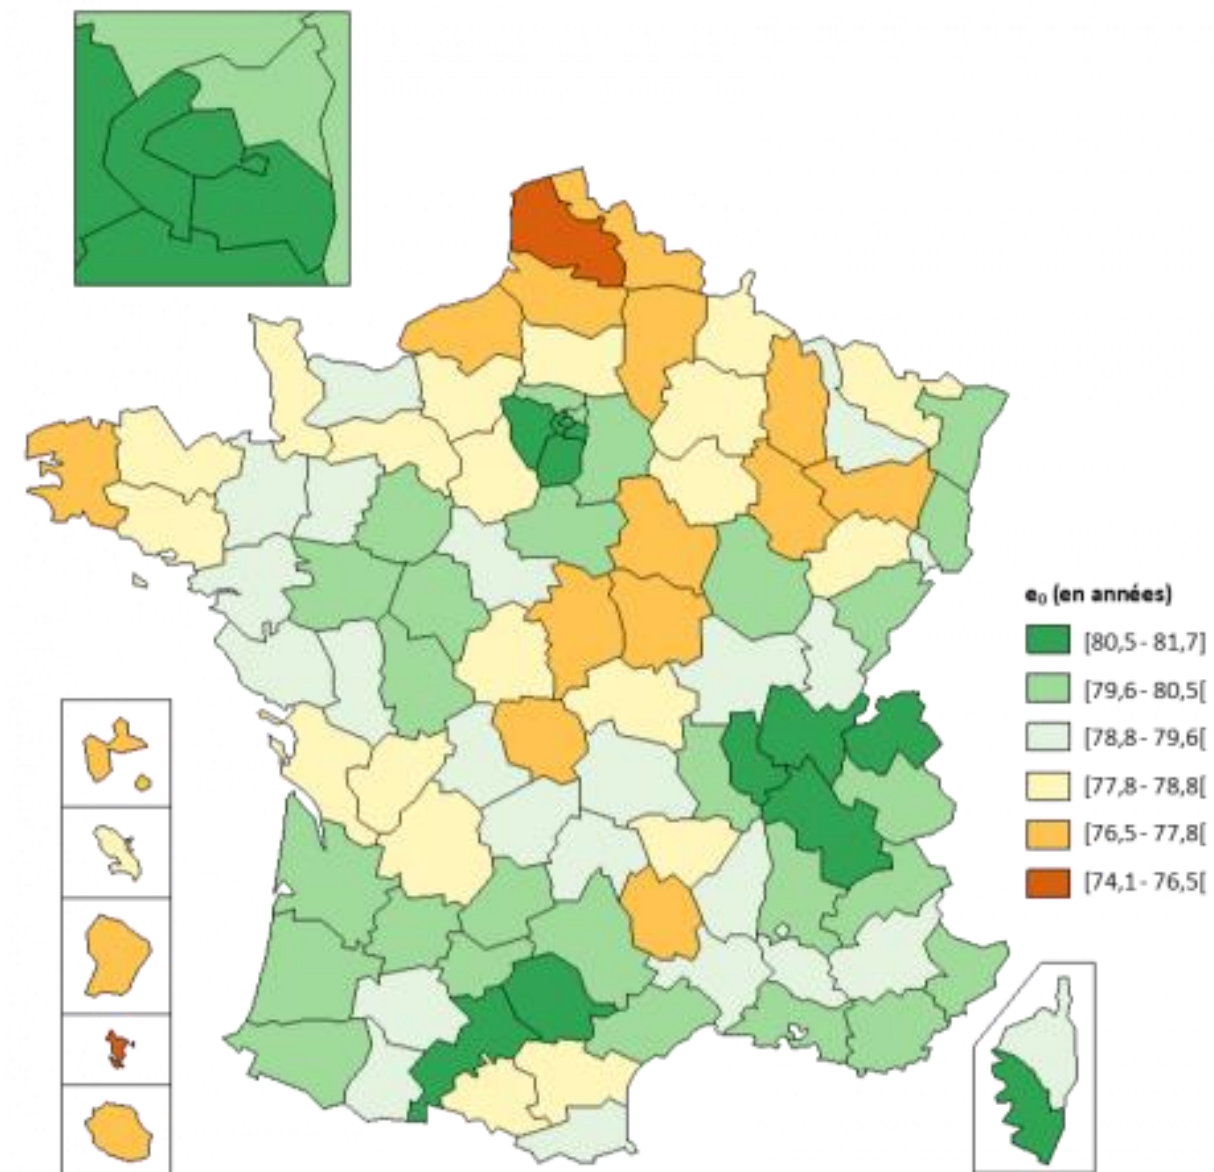 e₀ (en années)
[80,5 - 81,7]
[79,6 - 80,5[
[78,8 - 79,6[
[77,8 - 78,8[
[76,5 - 77,8[
[74,1 - 76,5[